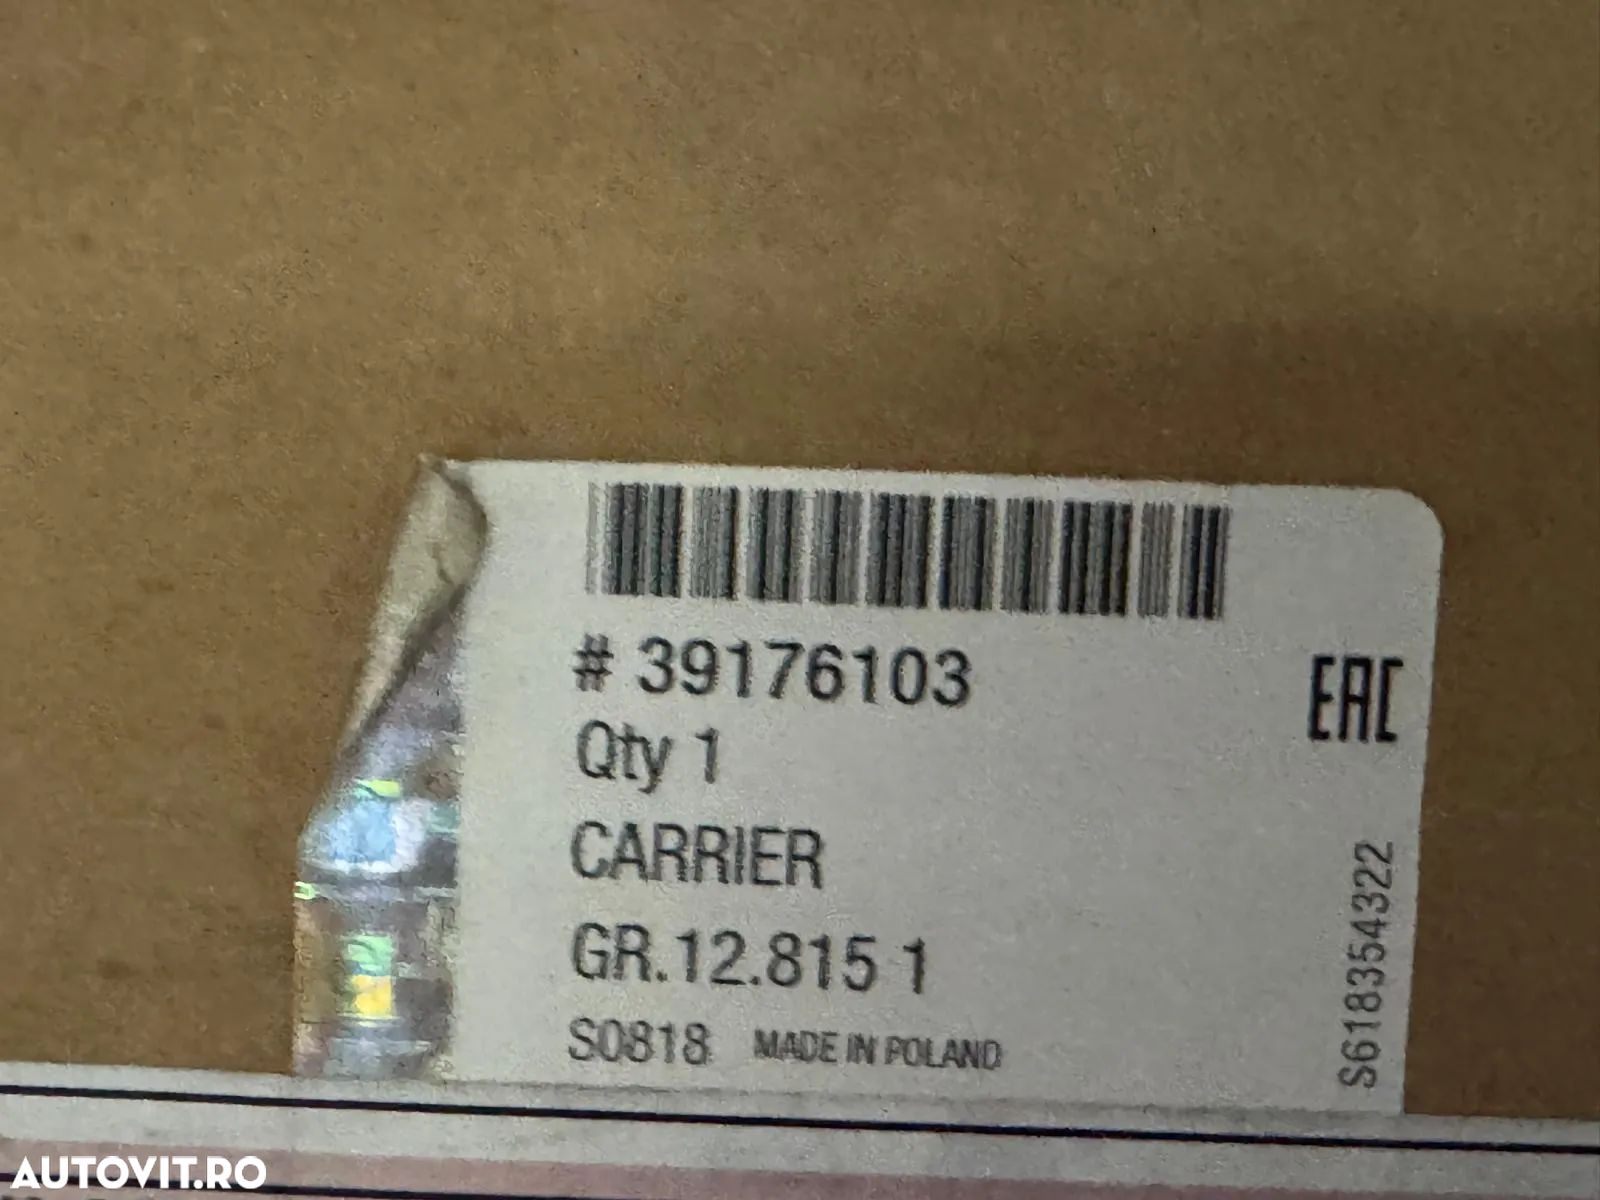 # 39176103
Qty 1
EAC
CARRIER
GR.12.815 1
S0818 MADE IN POLAND
S618354322
AUTOVIT.RO